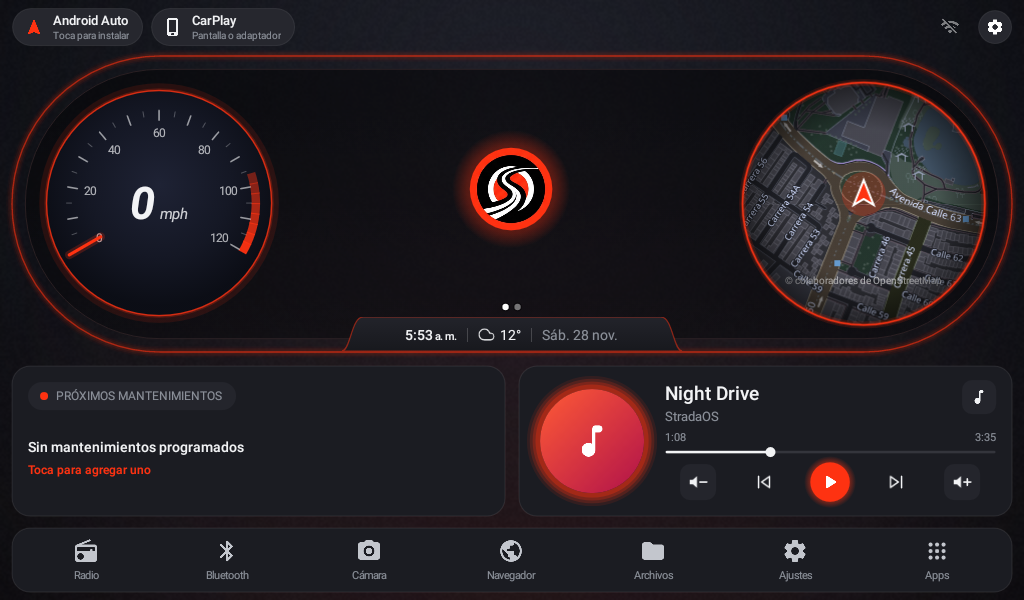 Android Auto
Toca para instalar
CarPlay
Pantalla o adaptador
0
20
40
60
80
100
120
0 mph
Carrera 56
Carrera 55
Carrera 54A
Carrera 54
Carrera 53
Avenida Calle 63
Carrera 46
Carrera 45
Calle 62
Calle 60
Calle 59
© colaboradores de OpenStreetMap
5:53 a. m.
12°
Sáb. 28 nov.
PRÓXIMOS MANTENIMIENTOS
Sin mantenimientos programados
Toca para agregar uno
Night Drive
StradaOS
1:08
3:35
Radio
Bluetooth
Cámara
Navegador
Archivos
Ajustes
Apps